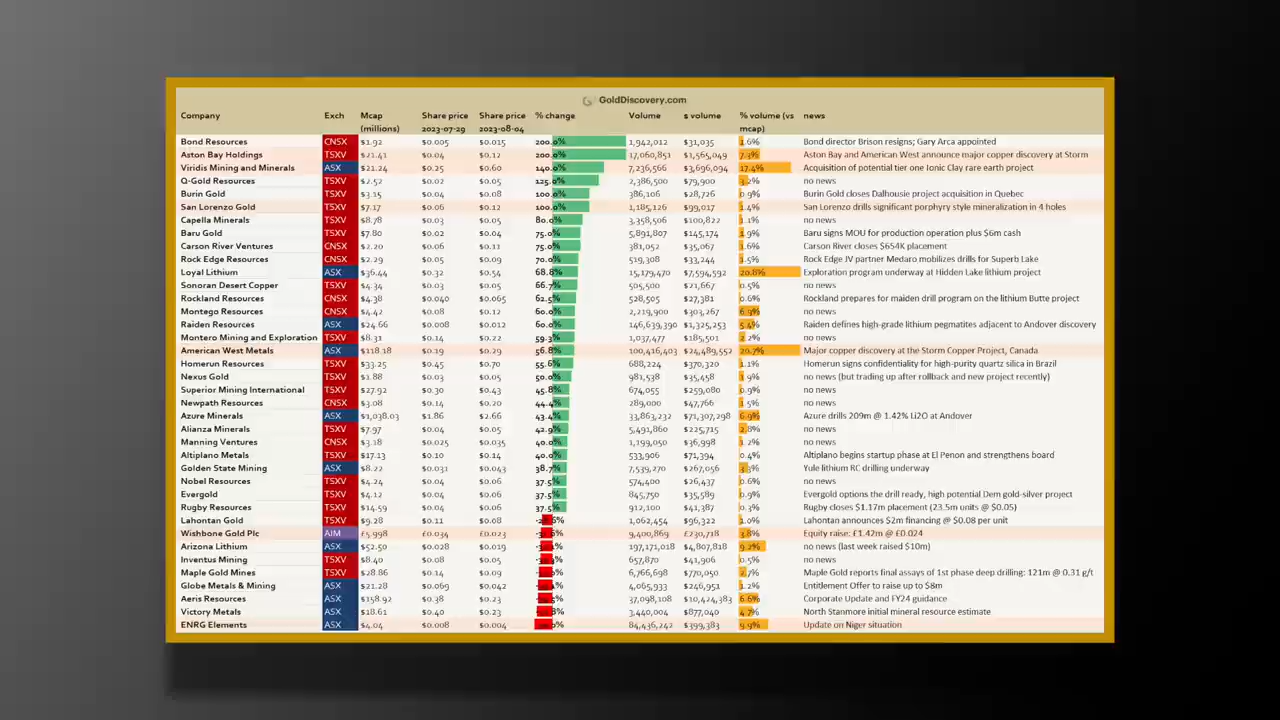 GoldDiscovery.com
Company Exch Mcap (millions) Share price 2023-07-29 Share price 2023-08-04 % change Volume $ volume % volume (vs mcap) news
Bond Resources CNSX $1.92 $0.005 $0.015 200.0% 1,942,012 $31,035 1.6% Bond director Brison resigns; Gary Arca appointed
Aston Bay Holdings TSXV $21.41 $0.04 $0.12 200.0% 17,060,851 $1,565,049 7.3% Aston Bay and American West announce major copper discovery at Storm
Viridis Mining and Minerals ASX $21.24 $0.25 $0.60 140.0% 7,236,566 $3,696,094 17.4% Acquisition of potential tier one Ionic Clay rare earth project
Q-Gold Resources TSXV $2.52 $0.02 $0.05 125.0% 2,386,500 $79,900 3.2% no news
Burin Gold TSXV $3.15 $0.04 $0.08 100.0% 386,106 $28,726 0.9% Burin Gold closes Dalhousie project acquisition in Quebec
San Lorenzo Gold TSXV $7.17 $0.06 $0.12 100.0% 1,185,126 $99,017 1.4% San Lorenzo drills significant porphyry style mineralization in 4 holes
Capella Minerals TSXV $8.78 $0.03 $0.05 80.0% 3,358,506 $100,822 1.1% no news
Baru Gold TSXV $7.80 $0.02 $0.04 75.0% 5,891,807 $145,174 1.9% Baru signs MOU for production operation plus $6m cash
Carson River Ventures CNSX $2.20 $0.06 $0.11 75.0% 381,052 $35,067 1.6% Carson River closes $654K placement
Rock Edge Resources CNSX $2.29 $0.06 $0.09 70.0% 519,308 $33,244 1.5% Rock Edge JV partner Medaro mobilizes drills for Superb Lake
Loyal Lithium ASX $36.44 $0.32 $0.54 68.8% 15,179,470 $7,594,592 20.8% Exploration program underway at Hidden Lake lithium project
Sonoran Desert Copper TSXV $4.34 $0.03 $0.05 66.7% 505,500 $21,667 0.5% no news
Rockland Resources CNSX $4.38 $0.040 $0.065 62.5% 528,505 $27,381 0.6% Rockland prepares for maiden drill program on the lithium Butte project
Montego Resources CNSX $4.42 $0.08 $0.12 60.0% 2,219,900 $303,267 6.9% no news
Raiden Resources ASX $24.66 $0.008 $0.012 60.0% 146,639,390 $1,325,253 5.4% Raiden defines high-grade lithium pegmatites adjacent to Andover discovery
Montero Mining and Exploration TSXV $8.31 $0.14 $0.22 59.3% 1,037,477 $185,501 2.2% no news
American West Metals ASX $118.18 $0.19 $0.29 56.8% 100,416,403 $24,489,552 20.7% Major copper discovery at the Storm Copper Project, Canada
Homerun Resources TSXV $33.25 $0.45 $0.70 55.6% 688,224 $370,320 1.1% Homerun signs confidentiality for high-purity quartz silica in Brazil
Nexus Gold TSXV $1.88 $0.03 $0.05 50.0% 981,538 $35,458 1.9% no news (but trading up after rollback and new project recently)
Superior Mining International TSXV $27.92 $0.30 $0.43 45.8% 674,055 $259,080 0.9% no news
Newpath Resources CNSX $3.08 $0.14 $0.20 44.4% 289,000 $47,766 1.5% no news
Azure Minerals ASX $1,038.03 $1.86 $2.66 43.4% 33,863,232 $71,307,298 6.9% Azure drills 209m @ 1.42% Li2O at Andover
Alianza Minerals TSXV $7.97 $0.04 $0.05 42.9% 5,491,860 $225,715 2.8% no news
Manning Ventures CNSX $3.18 $0.025 $0.035 40.0% 1,199,050 $36,998 1.2% no news
Altiplano Metals TSXV $17.13 $0.10 $0.14 40.0% 533,906 $71,394 0.4% Altiplano begins startup phase at El Penon and strengthens board
Golden State Mining ASX $8.22 $0.031 $0.043 38.7% 7,539,270 $267,056 3.3% Yule lithium RC drilling underway
Nobel Resources TSXV $4.24 $0.04 $0.06 37.5% 574,400 $26,437 0.6% no news
Evergold TSXV $4.12 $0.04 $0.06 37.5% 845,750 $35,589 0.9% Evergold options the drill ready, high potential Dem gold-silver project
Rugby Resources TSXV $14.59 $0.04 $0.06 37.5% 912,100 $41,387 0.3% Rugby closes $1.17m placement (23.5m units @ $0.05)
Lahontan Gold TSXV $9.28 $0.11 $0.08 1,062,454 $96,322 1.0% Lahontan announces $2m financing @ $0.08 per unit
Wishbone Gold Plc AIM £5.998 £0.034 £0.023 9,400,869 £230,718 3.8% Equity raise: £1.42m @ £0.024
Arizona Lithium ASX $52.50 $0.028 $0.019 197,171,018 $4,807,818 9.2% no news (last week raised $10m)
Inventus Mining TSXV $8.40 $0.08 $0.05 657,870 $41,906 0.5% no news
Maple Gold Mines TSXV $28.86 $0.14 $0.09 6,766,698 $770,050 2.7% Maple Gold reports final assays of 1st phase deep drilling: 121m @ 0.31 g/t
Globe Metals & Mining ASX $21.28 $0.069 $0.042 4,065,933 $246,951 1.2% Entitlement Offer to raise up to $8m
Aeris Resources ASX $158.92 $0.38 $0.23 37,098,108 $10,424,383 6.6% Corporate Update and FY24 guidance
Victory Metals ASX $18.61 $0.40 $0.23 3,440,004 $877,040 4.7% North Stanmore initial mineral resource estimate
ENRG Elements ASX $4.04 $0.008 $0.004 84,436,242 $399,383 9.9% Update on Niger situation